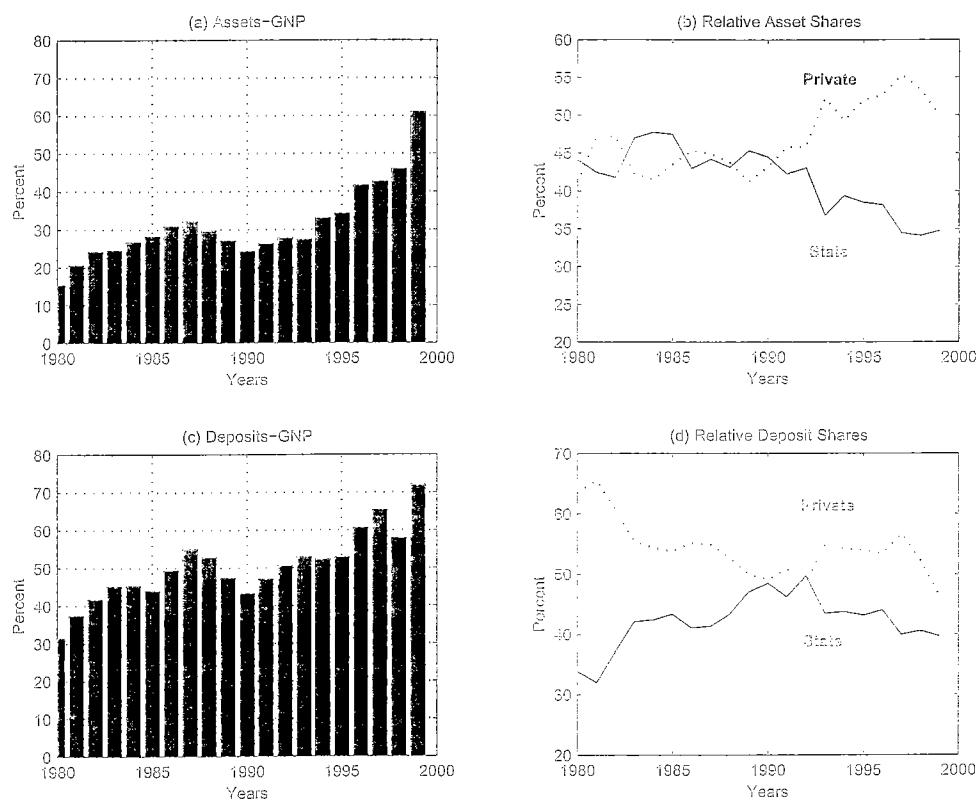 (a) Assets-GNP
80
70
60
50
40
30
20
10
0
Percent
1980 1985 1990 1995 2000
Years
(b) Relative Asset Shares
60
55
50
45
40
35
30
25
20
Percent
Private
State
1980 1985 1990 1995 2000
Years
(c) Deposits-GNP
80
70
60
50
40
30
20
10
0
Percent
1980 1985 1990 1995 2000
Years
(d) Relative Deposit Shares
70
60
50
40
30
20
Percent
Private
State
1980 1985 1990 1995 2000
Years